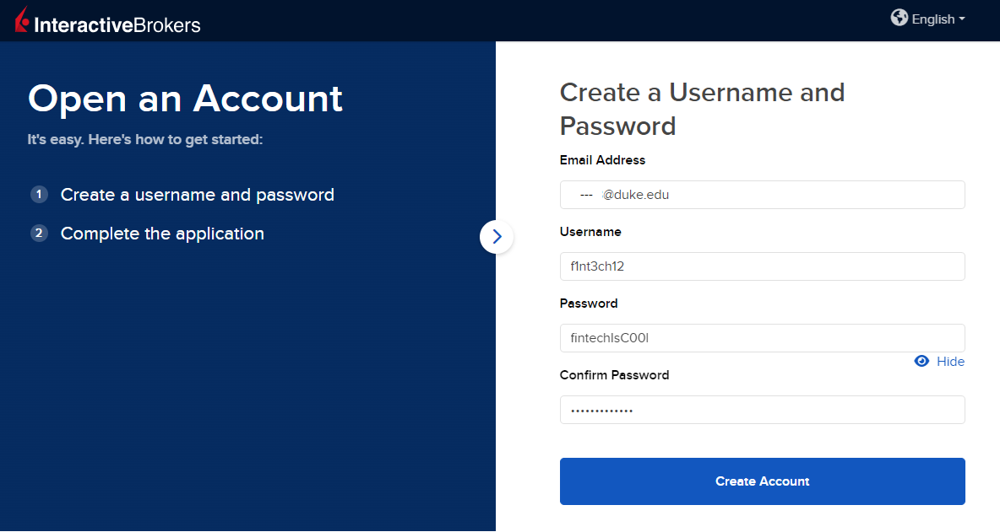 InteractiveBrokers
English
Open an Account
It's easy. Here's how to get started:
1 Create a username and password
2 Complete the application
Create a Username and
Password
Email Address
--- @duke.edu
Username
f1nt3ch12
Password
fintechIsC00l
Hide
Confirm Password
•••••••••••••
Create Account